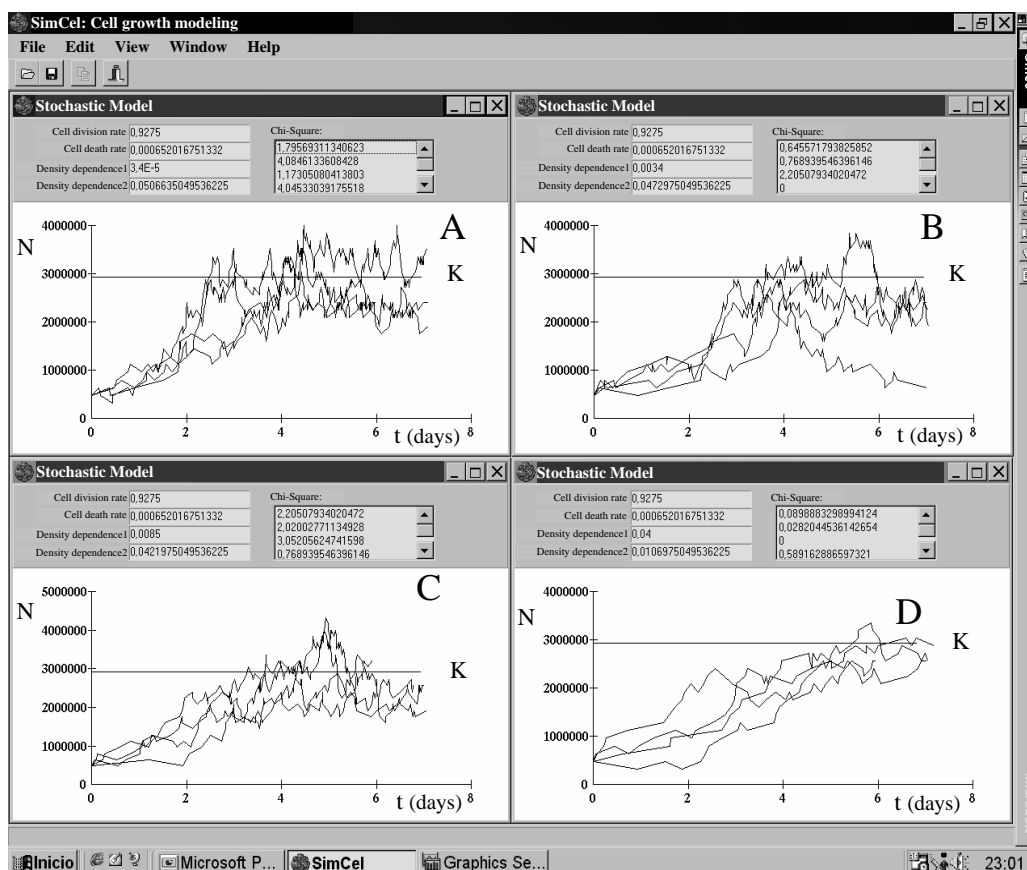 SimCel: Cell growth modeling
File Edit View Window Help
Stochastic Model
Cell division rate 0,9275
Cell death rate 0,000652016751332
Density dependence1 3,4E-5
Density dependence2 0,0506635049536225
Chi-Square:
1,79569311340623
4,0846133608428
1,17305080413803
4,04533039175518
A
N
K
4000000
3000000
2000000
1000000
0
0 2 4 6 8
t (days)
Stochastic Model
Cell division rate 0,9275
Cell death rate 0,000652016751332
Density dependence1 0,0034
Density dependence2 0,0472975049536225
Chi-Square:
0,645571793825852
0,768939546396146
2,20507934020472
0
B
N
K
4000000
3000000
2000000
1000000
0
0 2 4 6 8
t (days)
Stochastic Model
Cell division rate 0,9275
Cell death rate 0,000652016751332
Density dependence1 0,0085
Density dependence2 0,0421975049536225
Chi-Square:
2,20507934020472
2,02002771134928
3,05205624741598
0,768939546396146
C
N
K
5000000
4000000
3000000
2000000
1000000
0
0 2 4 6 8
t (days)
Stochastic Model
Cell division rate 0,9275
Cell death rate 0,000652016751332
Density dependence1 0,04
Density dependence2 0,0106975049536225
Chi-Square:
0,0898883298994124
0,0282044536142654
0
0,589162886597321
D
N
K
4000000
3000000
2000000
1000000
0
0 2 4 6 8
t (days)
Inicio Microsoft P... SimCel Graphics Se... 23:01